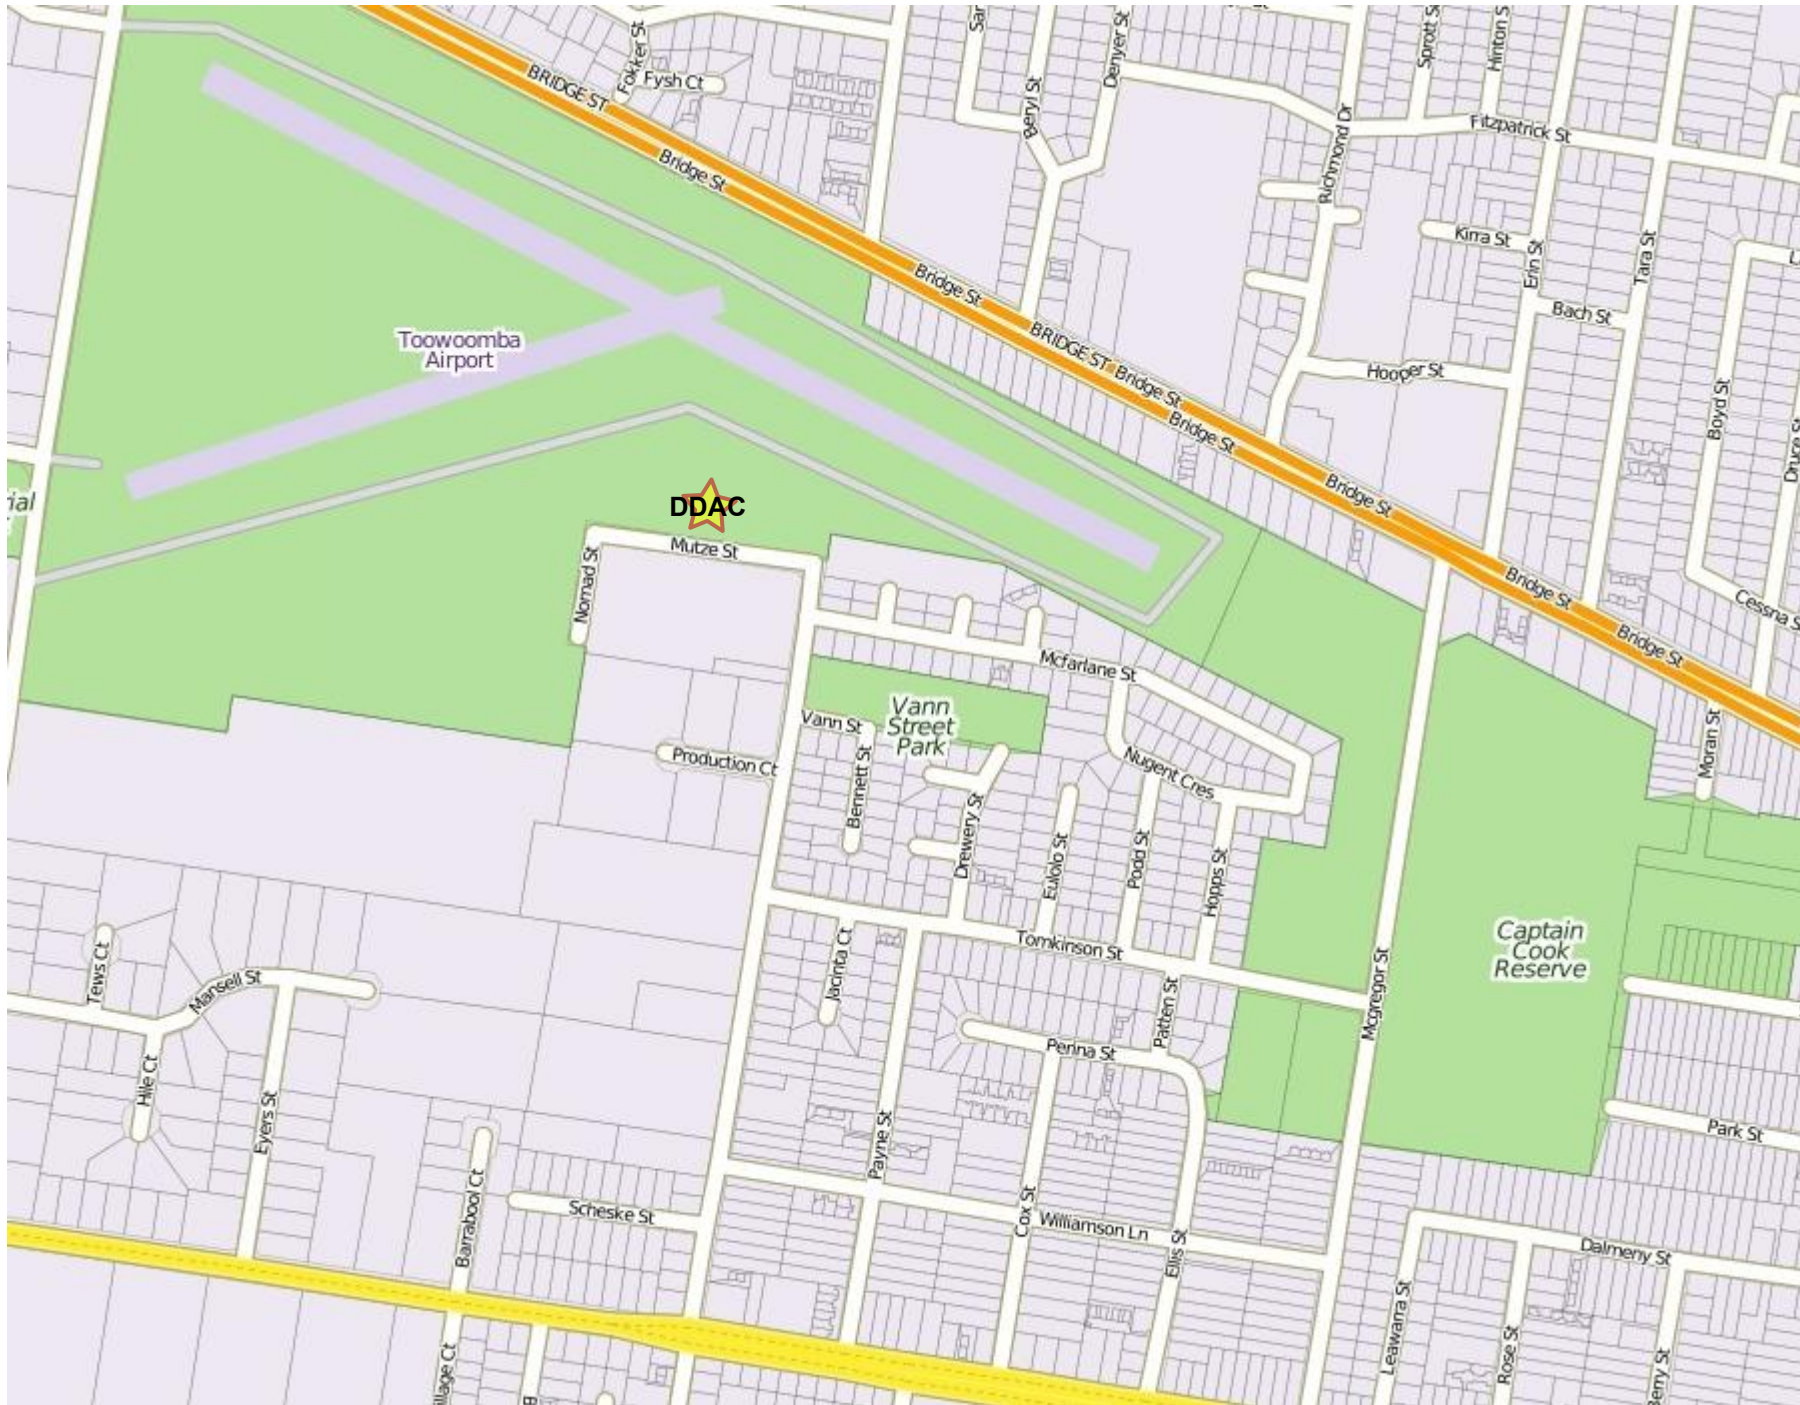 Fokker St
Fysh Ct
BRIDGE ST
Bridge St
Beryl St
Denyer St
Richmond Dr
Fitzpatrick St
Kirra St
Erin St
Tara St
Bach St
Hooper St
Boyd St
Bridge St
BRIDGE ST
Bridge St
Bridge St
Bridge St
Bridge St
Bridge St
Cessna S
Toowoomba
Airport
DDAC
Mutze St
Nomad St
Mcfarlane St
Vann
Street
Park
Vann St
Bennett St
Production Ct
Drewery St
Nugent Cres
Eulolo St
Podd St
Hopps St
Moran St
Captain
Cook
Reserve
Tomkinson St
Mcgregor St
Jacinta Ct
Patten St
Penna St
Payne St
Tews Ct
Mansell St
Hile Ct
Eyers St
Barrabool Ct
Scheske St
Cox St
Williamson Ln
Ellis St
Park St
Dalmeny St
Leawarra St
Rose St
Berry St
illage Ct